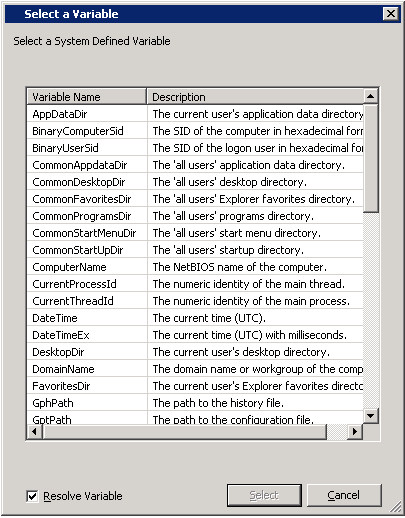 Select a Variable
Select a System Defined Variable
Variable Name Description
AppDataDir The current user's application data directory
BinaryComputerSid The SID of the computer in hexadecimal for
BinaryUserSid The SID of the logon user in hexadecimal for
CommonAppdataDir The 'all users' application data directory.
CommonDesktopDir The 'all users' desktop directory.
CommonFavoritesDir The 'all users' Explorer favorites directory.
CommonProgramsDir The 'all users' programs directory.
CommonStartMenuDir The 'all users' start menu directory.
CommonStartUpDir The 'all users' startup directory.
ComputerName The NetBIOS name of the computer.
CurrentProcessId The numeric identity of the main thread.
CurrentThreadId The numeric identity of the main process.
DateTime The current time (UTC).
DateTimeEx The current time (UTC) with milliseconds.
DesktopDir The current user's desktop directory.
DomainName The domain name or workgroup of the comp
FavoritesDir The current user's Explorer favorites directo
GphPath The path to the history file.
GptPath The path to the configuration file.
Resolve Variable Select Cancel